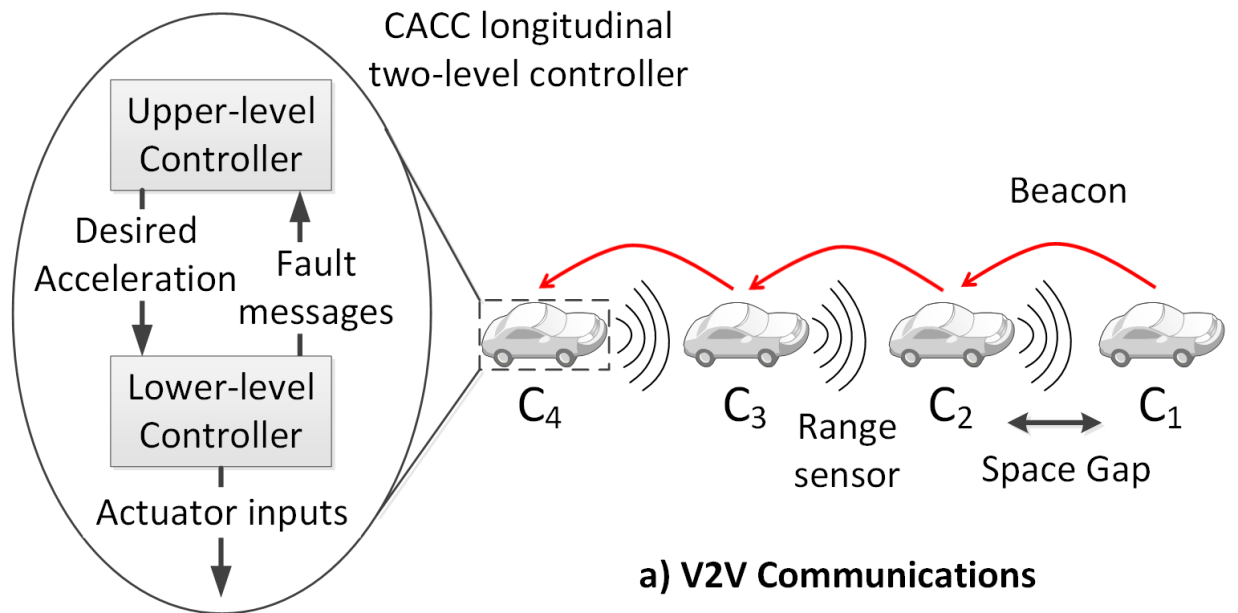 CACC longitudinal
two-level controller
Upper-level
Controller
Desired
Acceleration
Fault
messages
Lower-level
Controller
Actuator inputs
Beacon
C4
C3
C2
C1
Range
sensor
Space Gap
a) V2V Communications